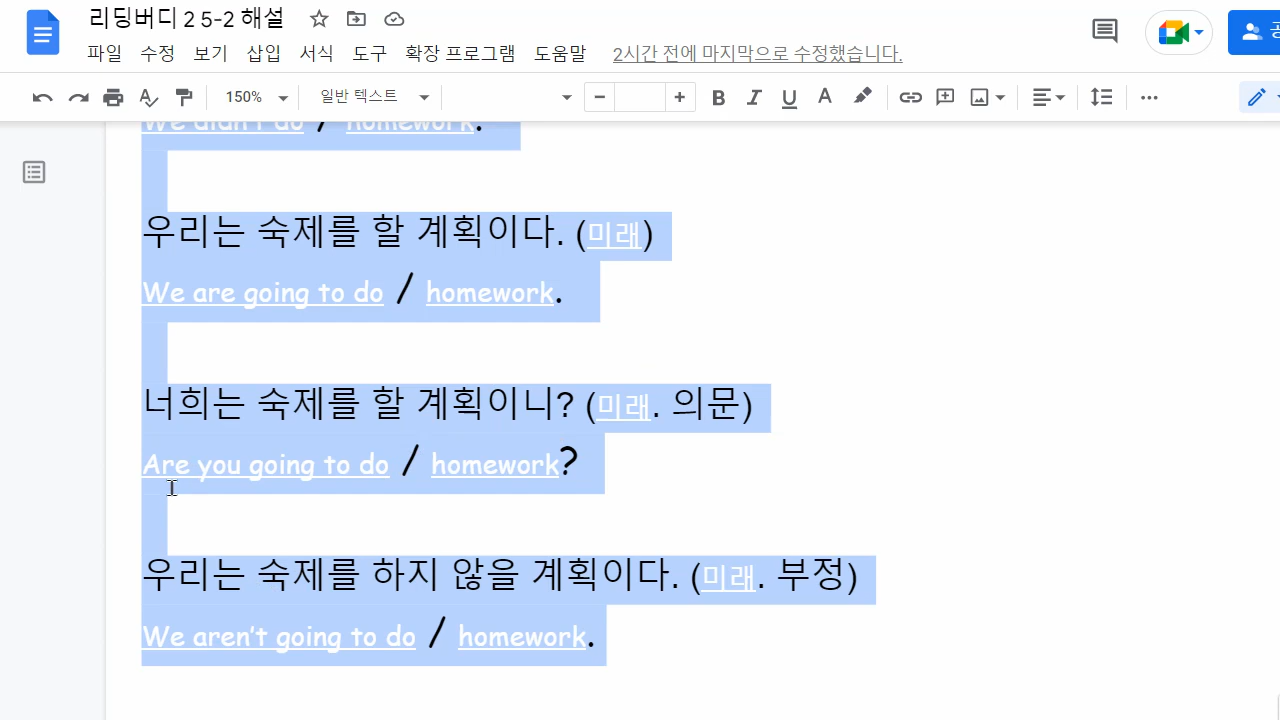 리딩버디 2 5-2 해설
파일 수정 보기 삽입 서식 도구 확장 프로그램 도움말 2시간 전에 마지막으로 수정했습니다.
150% 일반 텍스트
We didn't do / homework.
우리는 숙제를 할 계획이다. (미래)
We are going to do / homework.
너희는 숙제를 할 계획이니? (미래. 의문)
Are you going to do / homework?
우리는 숙제를 하지 않을 계획이다. (미래. 부정)
We aren't going to do / homework.